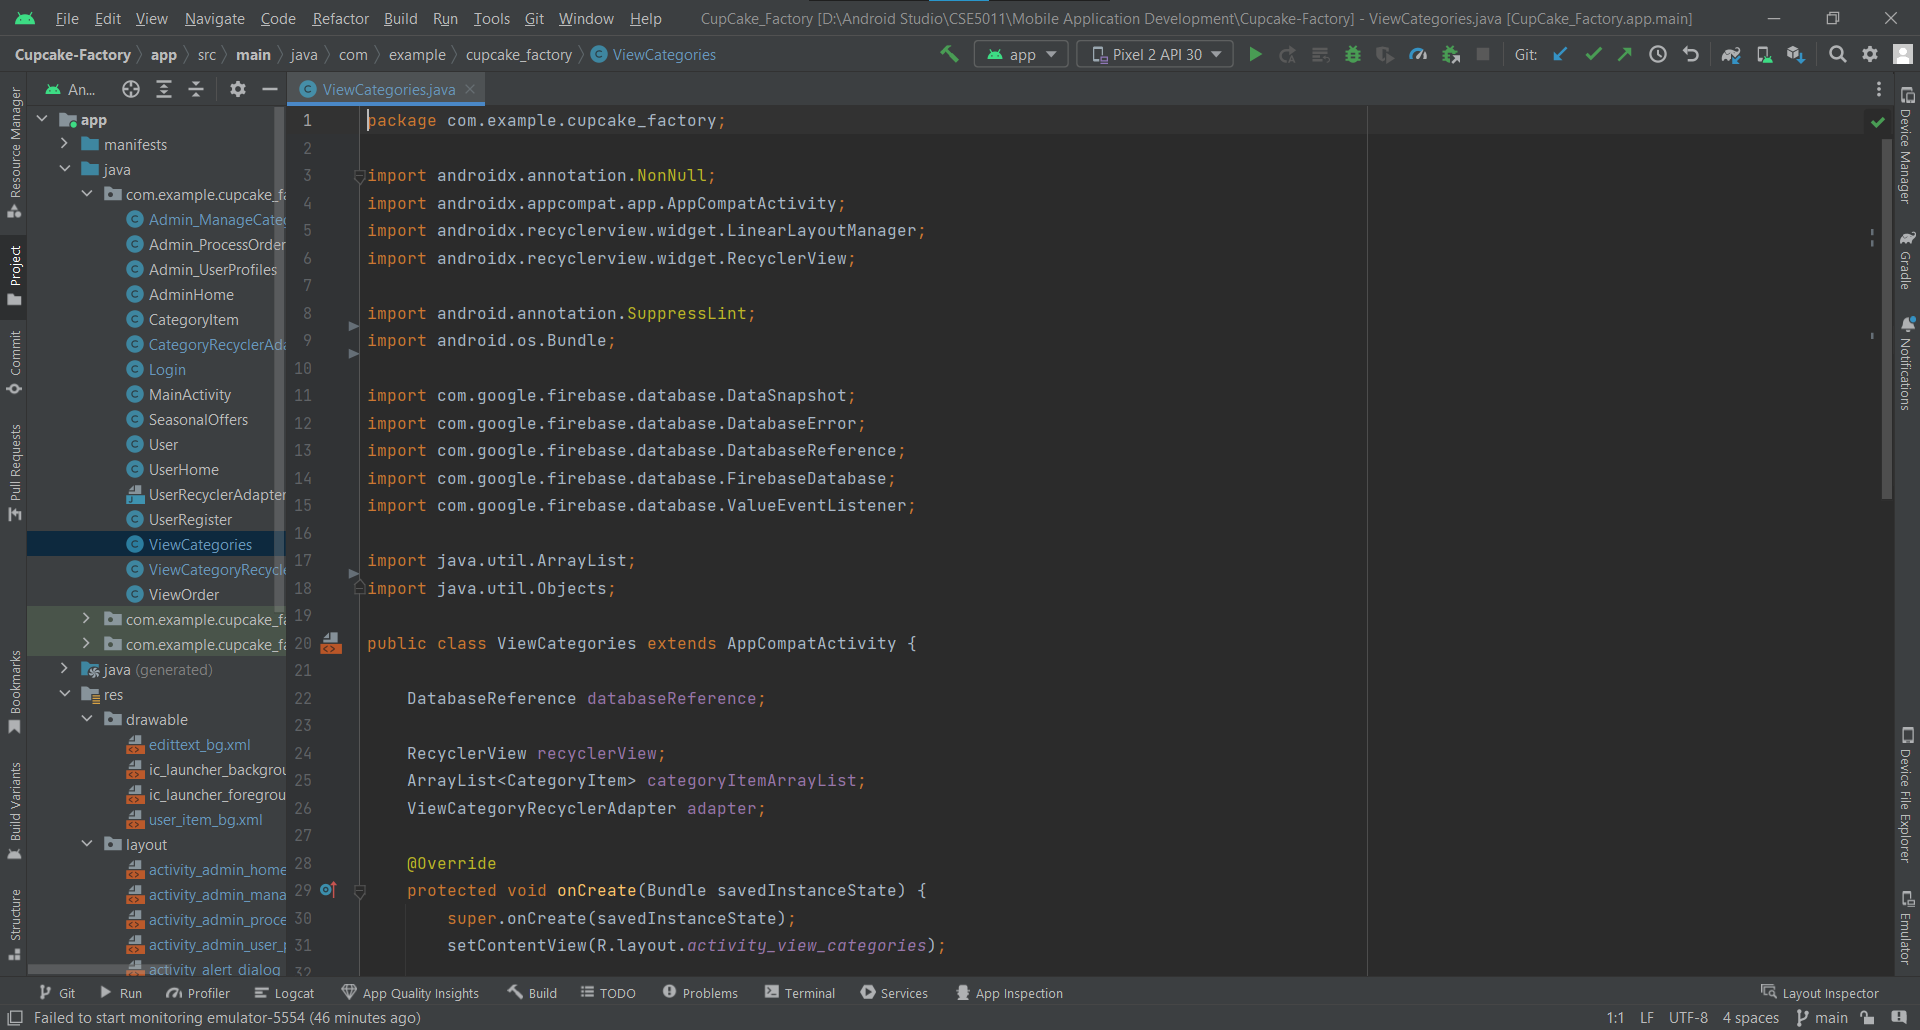 File Edit View Navigate Code Refactor Build Run Tools Git Window Help CupCake_Factory [D:\Android Studio\CSE5011\Mobile Application Development\Cupcake-Factory] - ViewCategories.java [CupCake_Factory.app.main]
Cupcake-Factory app src main java com example cupcake_factory ViewCategories app Pixel 2 API 30 Git:
An... ViewCategories.java
Resource Manager
Project
Commit
Pull Requests
Bookmarks
Build Variants
Structure
app
manifests
java
com.example.cupcake_fa
Admin_ManageCateg
Admin_ProcessOrder
Admin_UserProfiles
AdminHome
CategoryItem
CategoryRecyclerAda
Login
MainActivity
SeasonalOffers
User
UserHome
UserRecyclerAdapter
UserRegister
ViewCategories
ViewCategoryRecycle
ViewOrder
com.example.cupcake_fa
com.example.cupcake_fa
java (generated)
res
drawable
edittext_bg.xml
ic_launcher_backgrou
ic_launcher_foregrou
user_item_bg.xml
layout
activity_admin_home
activity_admin_mana
activity_admin_proce
activity_admin_user_p
activity_alert_dialog
1 package com.example.cupcake_factory;
2
3 import androidx.annotation.NonNull;
4 import androidx.appcompat.app.AppCompatActivity;
5 import androidx.recyclerview.widget.LinearLayoutManager;
6 import androidx.recyclerview.widget.RecyclerView;
7
8 import android.annotation.SuppressLint;
9 import android.os.Bundle;
10
11 import com.google.firebase.database.DataSnapshot;
12 import com.google.firebase.database.DatabaseError;
13 import com.google.firebase.database.DatabaseReference;
14 import com.google.firebase.database.FirebaseDatabase;
15 import com.google.firebase.database.ValueEventListener;
16
17 import java.util.ArrayList;
18 import java.util.Objects;
19
20 public class ViewCategories extends AppCompatActivity {
21
22 DatabaseReference databaseReference;
23
24 RecyclerView recyclerView;
25 ArrayList<CategoryItem> categoryItemArrayList;
26 ViewCategoryRecyclerAdapter adapter;
27
28 @Override
29 protected void onCreate(Bundle savedInstanceState) {
30 super.onCreate(savedInstanceState);
31 setContentView(R.layout.activity_view_categories);
32
Device Manager
Gradle
Notifications
Device File Explorer
Emulator
Git Run Profiler Logcat App Quality Insights Build TODO Problems Terminal Services App Inspection Layout Inspector
Failed to start monitoring emulator-5554 (46 minutes ago) 1:1 LF UTF-8 4 spaces main